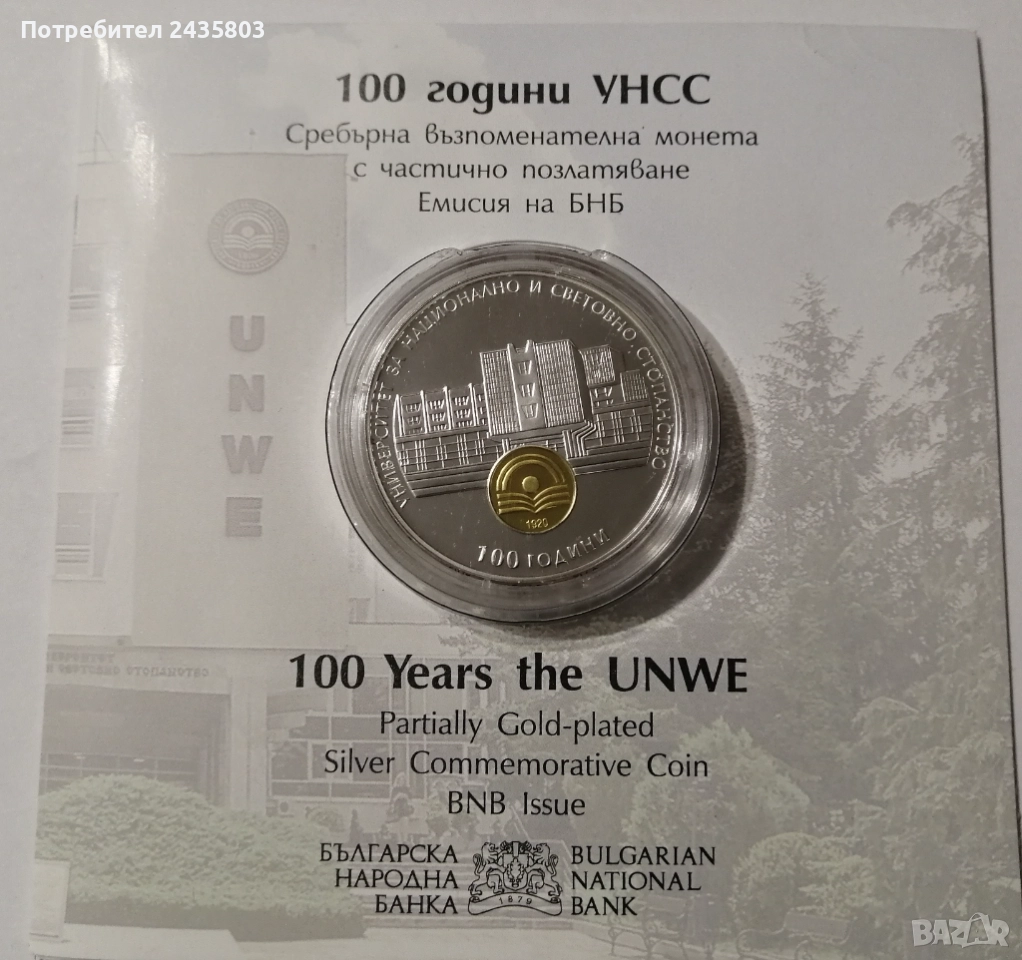 Потребител 2435803
100 години УНСС
Сребърна възпоменателна монета
с частично позлатяване
Емисия на БНБ
UNWE
УНИВЕРСИТЕТ ЗА НАЦИОНАЛНО И СВЕТОВНО СТОПАНСТВО
1920
100 ГОДИНИ
100 Years the UNWE
Partially Gold-plated
Silver Commemorative Coin
BNB Issue
БЪЛГАРСКА
НАРОДНА
БАНКА
1879
BULGARIAN
NATIONAL
BANK
BAZAR